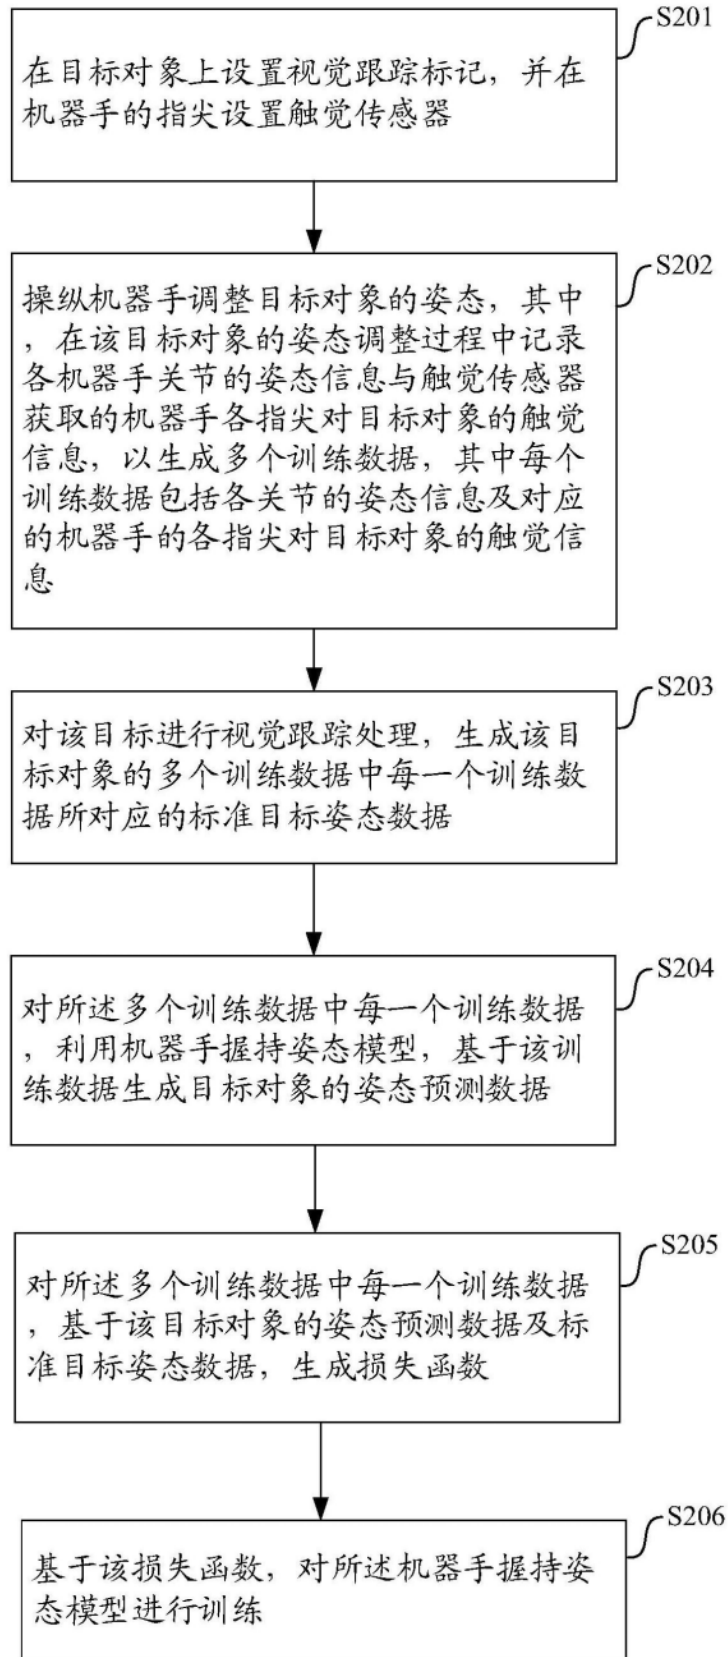 S201
在目标对象上设置视觉跟踪标记，并在
机器手的指尖设置触觉传感器
S202
操纵机器手调整目标对象的姿态，其中
，在该目标对象的姿态调整过程中记录
各机器手关节的姿态信息与触觉传感器
获取的机器手各指尖对目标对象的触觉
信息，以生成多个训练数据，其中每个
训练数据包括各关节的姿态信息及对应
的机器手的各指尖对目标对象的触觉信
息
S203
对该目标进行视觉跟踪处理，生成该目
标对象的多个训练数据中每一个训练数
据所对应的标准目标姿态数据
S204
对所述多个训练数据中每一个训练数据
，利用机器手握持姿态模型，基于该训
练数据生成目标对象的姿态预测数据
S205
对所述多个训练数据中每一个训练数据
，基于该目标对象的姿态预测数据及标
准目标姿态数据，生成损失函数
S206
基于该损失函数，对所述机器手握持姿
态模型进行训练